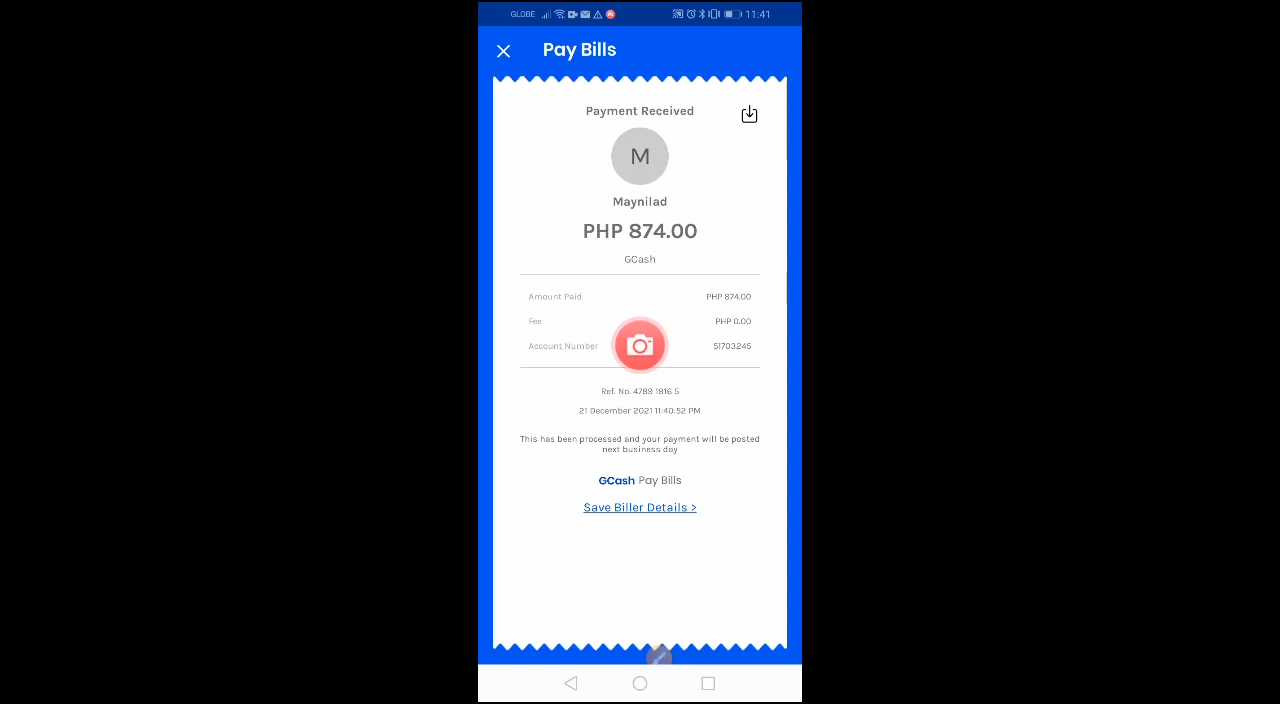 GLOBE 11:41
Pay Bills
Payment Received
M
Maynilad
PHP 874.00
GCash
Amount Paid PHP 874.00
Fee PHP 0.00
Account Number 51703245
Ref. No. 4789 1916 5
21 December 2021 11:40:52 PM
This has been processed and your payment will be posted
next business day
GCash Pay Bills
Save Biller Details >